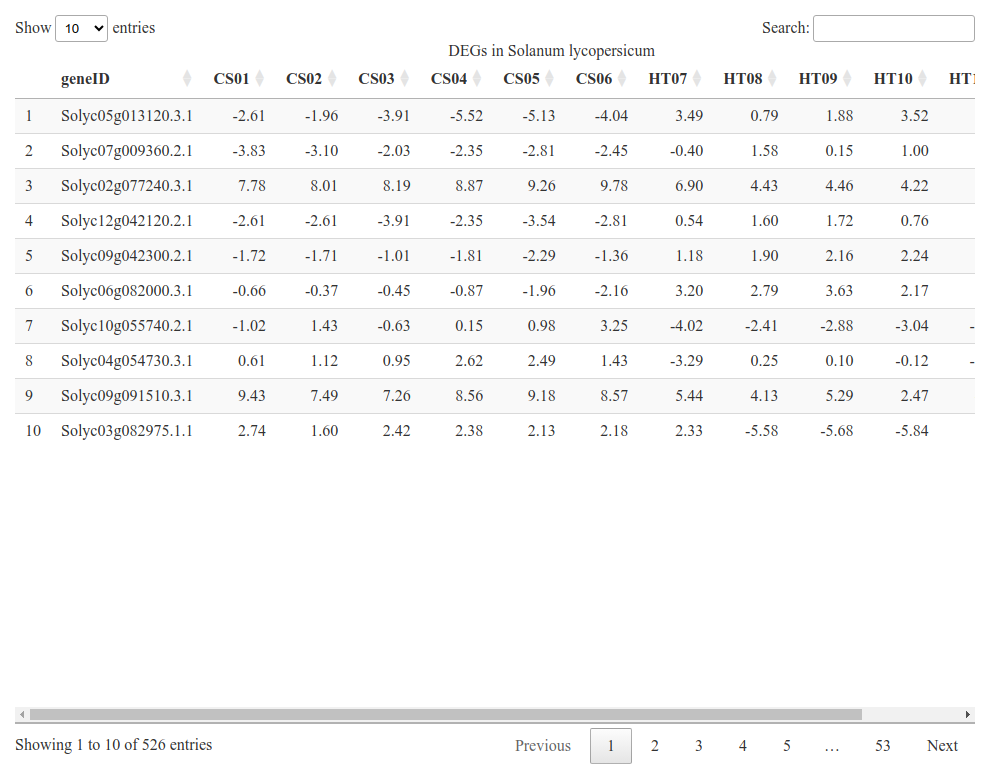 Show 10 entries Search:
DEGs in Solanum lycopersicum
geneID CS01 CS02 CS03 CS04 CS05 CS06 HT07 HT08 HT09 HT10
1 Solyc05g013120.3.1 -2.61 -1.96 -3.91 -5.52 -5.13 -4.04 3.49 0.79 1.88 3.52
2 Solyc07g009360.2.1 -3.83 -3.10 -2.03 -2.35 -2.81 -2.45 -0.40 1.58 0.15 1.00
3 Solyc02g077240.3.1 7.78 8.01 8.19 8.87 9.26 9.78 6.90 4.43 4.46 4.22
4 Solyc12g042120.2.1 -2.61 -2.61 -3.91 -2.35 -3.54 -2.81 0.54 1.60 1.72 0.76
5 Solyc09g042300.2.1 -1.72 -1.71 -1.01 -1.81 -2.29 -1.36 1.18 1.90 2.16 2.24
6 Solyc06g082000.3.1 -0.66 -0.37 -0.45 -0.87 -1.96 -2.16 3.20 2.79 3.63 2.17
7 Solyc10g055740.2.1 -1.02 1.43 -0.63 0.15 0.98 3.25 -4.02 -2.41 -2.88 -3.04 -
8 Solyc04g054730.3.1 0.61 1.12 0.95 2.62 2.49 1.43 -3.29 0.25 0.10 -0.12 -
9 Solyc09g091510.3.1 9.43 7.49 7.26 8.56 9.18 8.57 5.44 4.13 5.29 2.47
10 Solyc03g082975.1.1 2.74 1.60 2.42 2.38 2.13 2.18 2.33 -5.58 -5.68 -5.84
Showing 1 to 10 of 526 entries Previous 1 2 3 4 5 … 53 Next